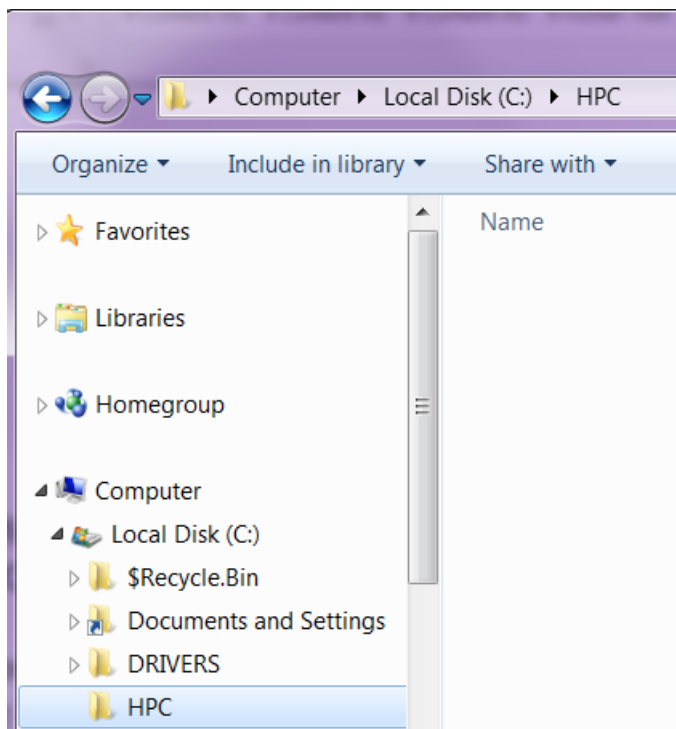 Computer Local Disk (C:) HPC
Organize Include in library Share with
Name
Favorites
Libraries
Homegroup
Computer
Local Disk (C:)
$Recycle.Bin
Documents and Settings
DRIVERS
HPC